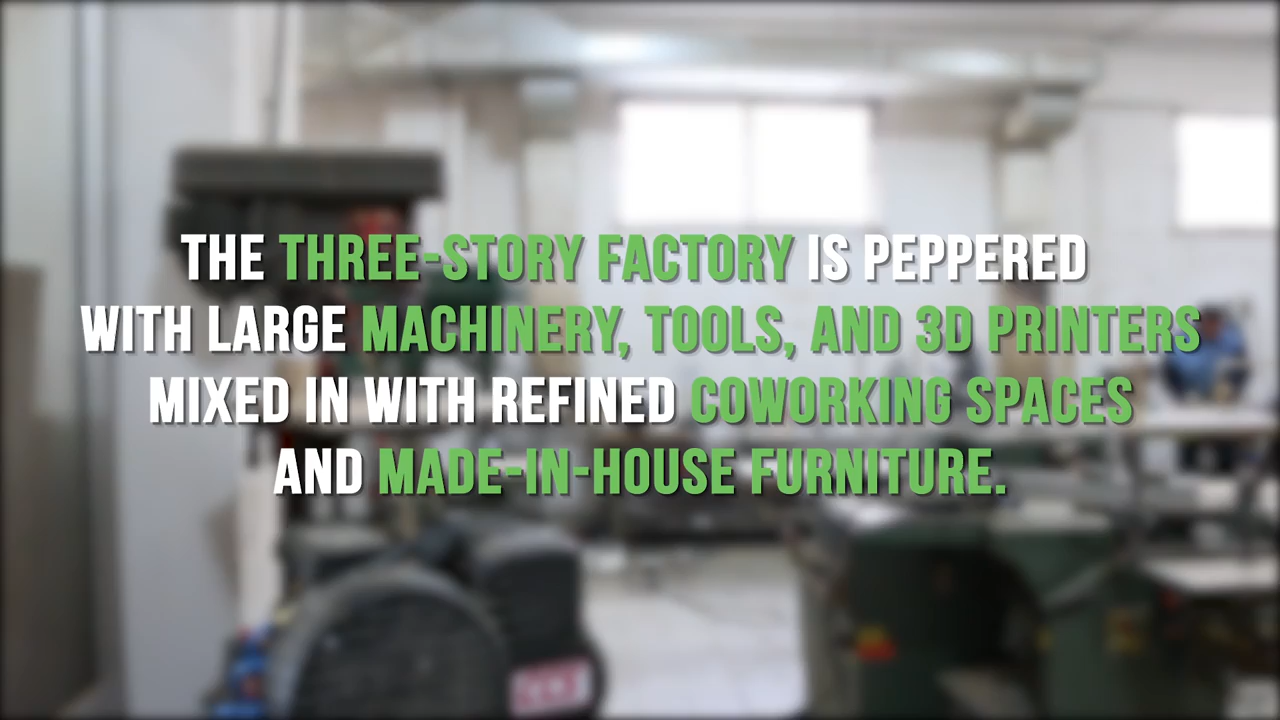 THE THREE-STORY FACTORY IS PEPPERED
WITH LARGE MACHINERY, TOOLS, AND 3D PRINTERS
MIXED IN WITH REFINED COWORKING SPACES
AND MADE-IN-HOUSE FURNITURE.